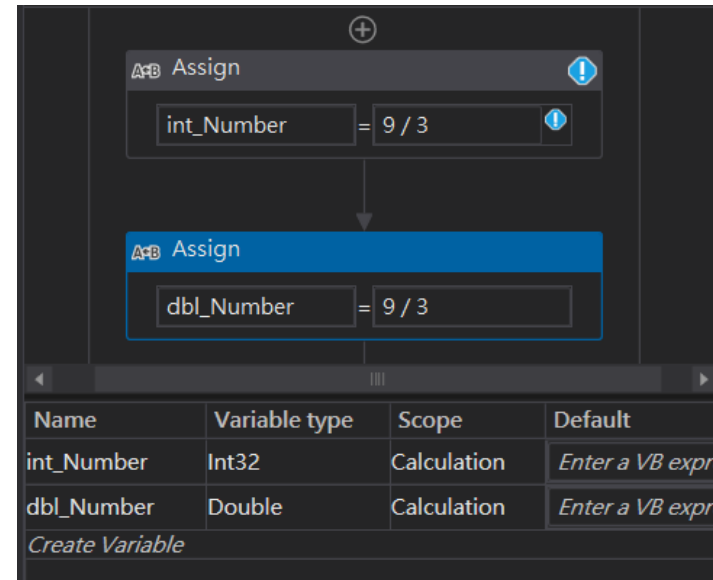 A=B Assign
int_Number = 9 / 3
A=B Assign
dbl_Number = 9 / 3
Name Variable type Scope Default
int_Number Int32 Calculation Enter a VB expr
dbl_Number Double Calculation Enter a VB expr
Create Variable